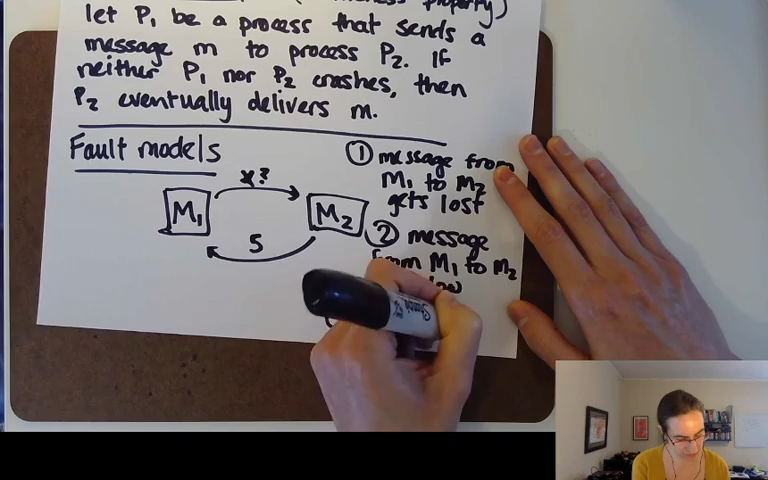 property)
let P₁ be a process that sends a
message m to process P₂. If
neither P₁ nor P₂ crashes, then
P₂ eventually delivers m.
Fault models
x?
M₁
M₂
5
① message from
M₁ to M₂
gets lost
② message
from M₁ to M₂
Sharpie